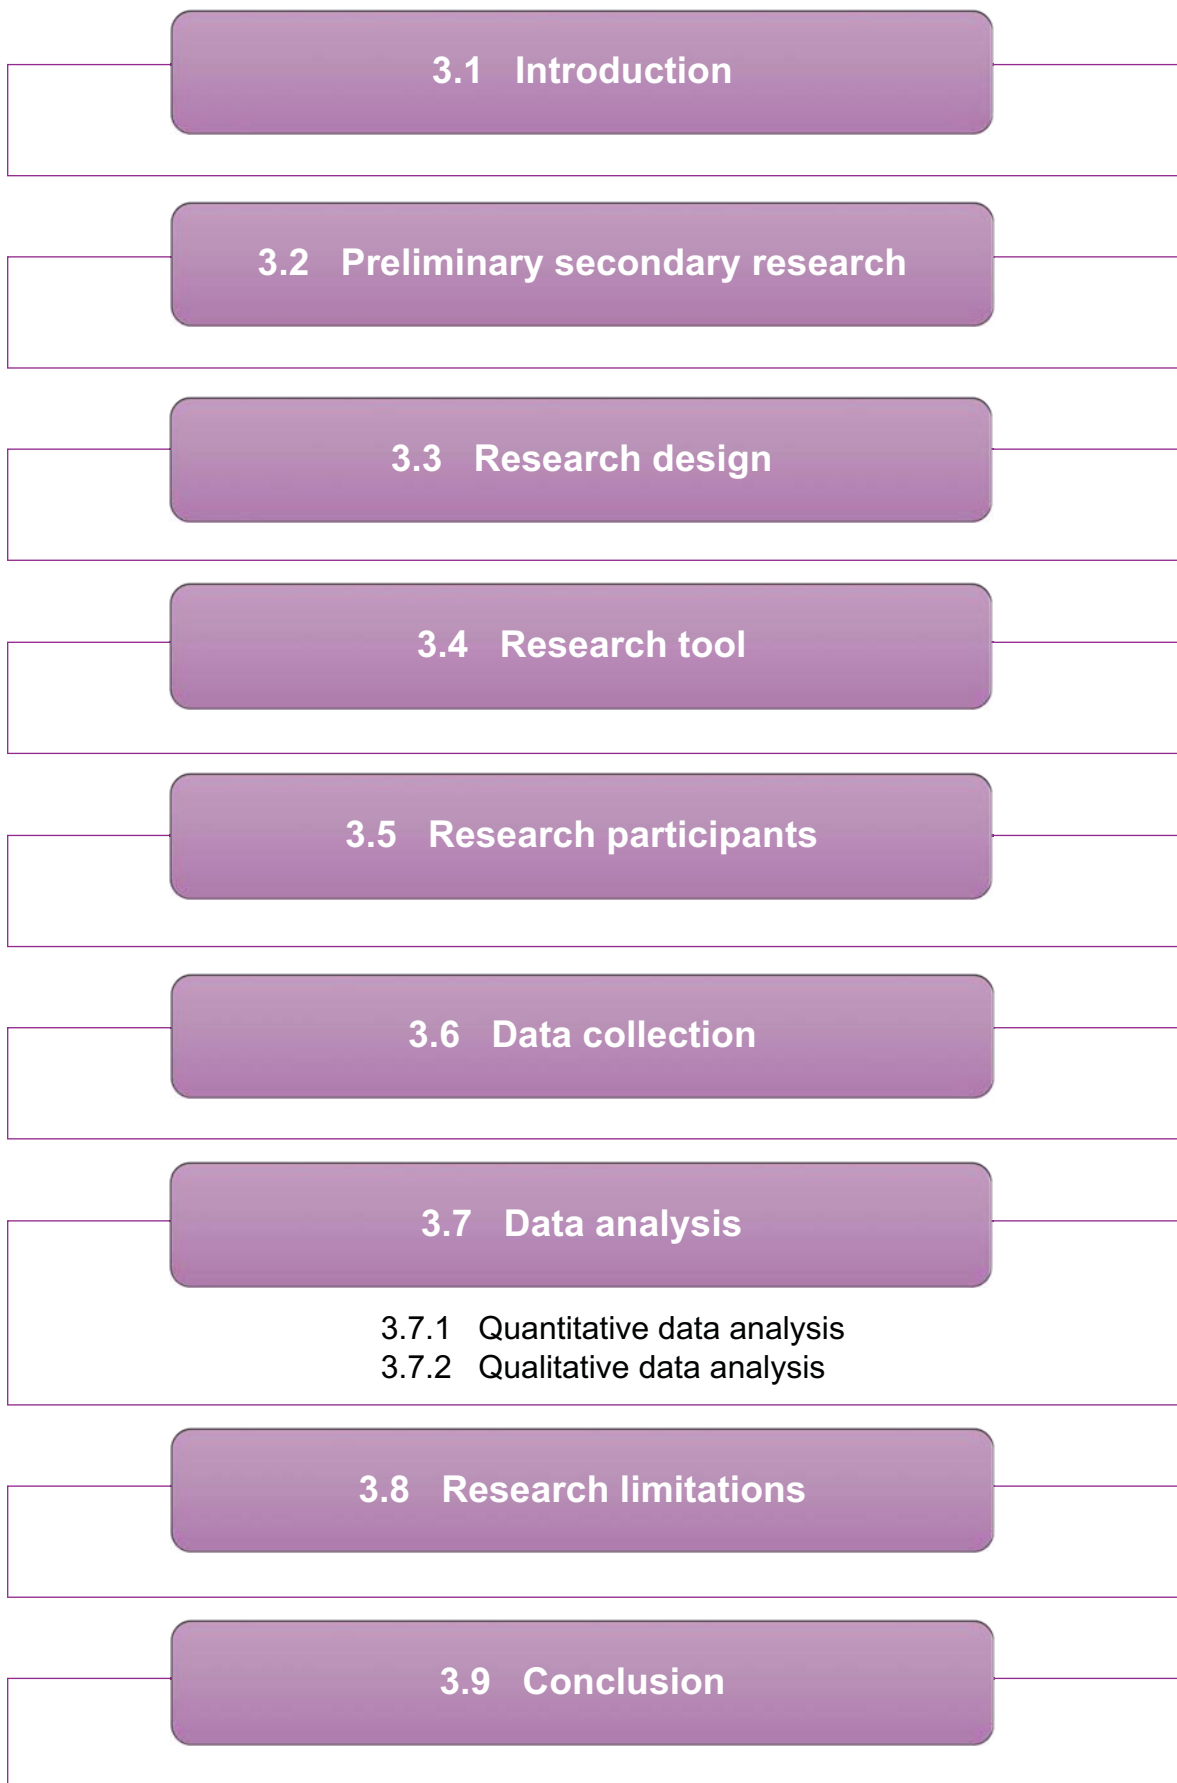 3.1 Introduction
3.2 Preliminary secondary research
3.3 Research design
3.4 Research tool
3.5 Research participants
3.6 Data collection
3.7 Data analysis
3.7.1 Quantitative data analysis
3.7.2 Qualitative data analysis
3.8 Research limitations
3.9 Conclusion